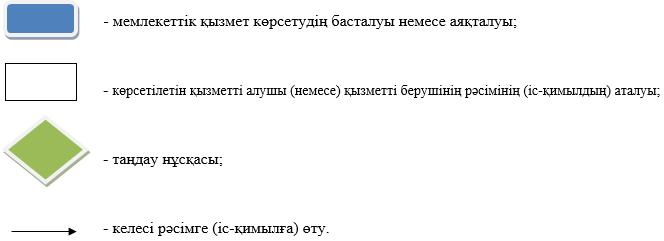 - мемлекеттік қызмет көрсетудің басталуы немесе аяқталуы;
- көрсетілетін қызметті алушы (немесе) қызметті берушінің рәсімінің (іс-қимылдың) аталуы;
- таңдау нұсқасы;
- келесі рәсімге (іс-қимылға) өту.